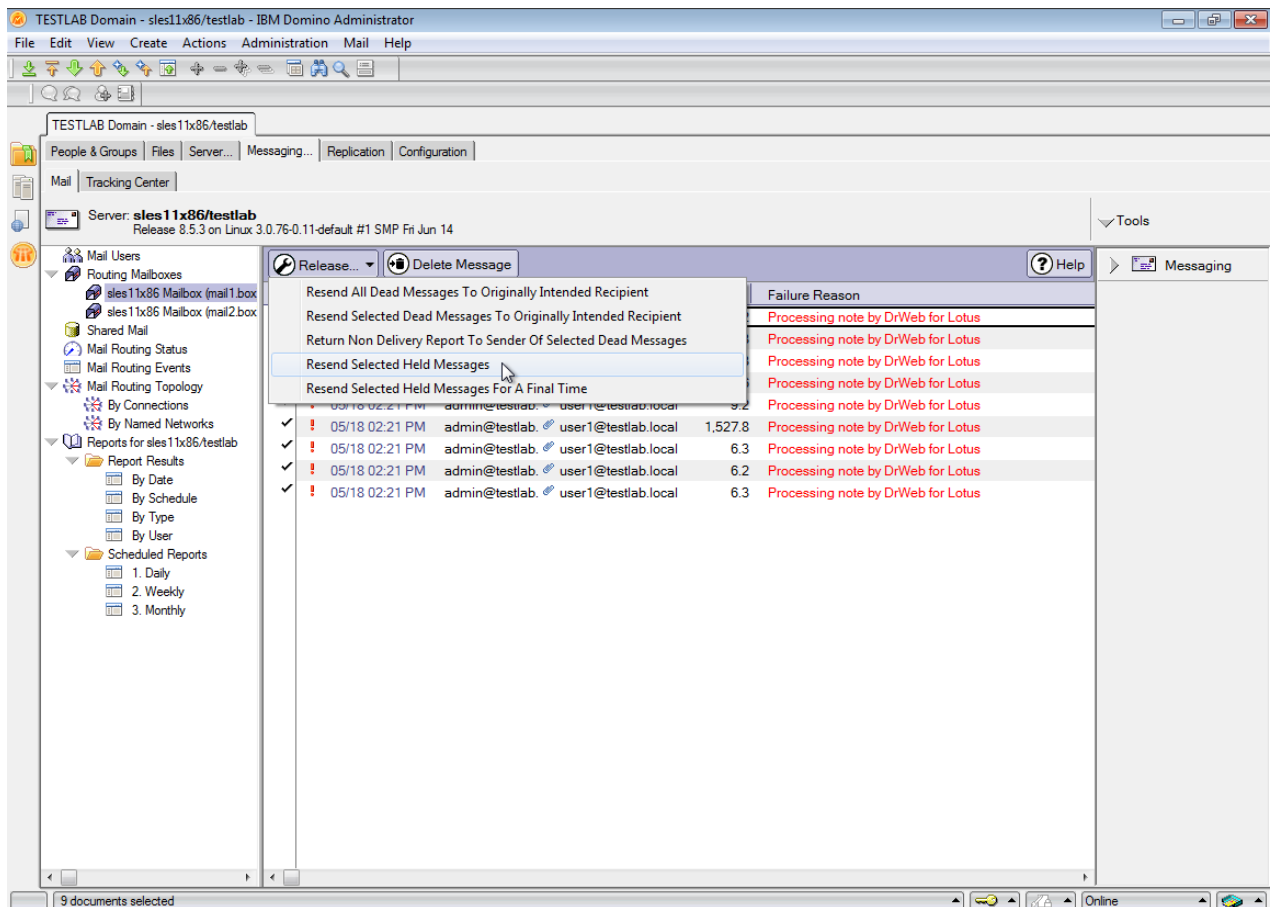 TESTLAB Domain - sles11x86/testlab - IBM Domino Administrator
File Edit View Create Actions Administration Mail Help
TESTLAB Domain - sles11x86/testlab
People & Groups Files Server... Messaging... Replication Configuration
Mail Tracking Center
Server: sles11x86/testlab
Release 8.5.3 on Linux 3.0.76-0.11-default #1 SMP Fri Jun 14
Tools
Mail Users
Routing Mailboxes
sles11x86 Mailbox (mail1.box
sles11x86 Mailbox (mail2.box
Shared Mail
Mail Routing Status
Mail Routing Events
Mail Routing Topology
By Connections
By Named Networks
Reports for sles11x86/testlab
Report Results
By Date
By Schedule
By Type
By User
Scheduled Reports
1. Daily
2. Weekly
3. Monthly
Release... Delete Message Help
Resend All Dead Messages To Originally Intended Recipient
Resend Selected Dead Messages To Originally Intended Recipient
Return Non Delivery Report To Sender Of Selected Dead Messages
Resend Selected Held Messages
Resend Selected Held Messages For A Final Time
Failure Reason
Processing note by DrWeb for Lotus
Processing note by DrWeb for Lotus
Processing note by DrWeb for Lotus
Processing note by DrWeb for Lotus
05/18 02:21 PM admin@testlab. user1@testlab.local 9.2 Processing note by DrWeb for Lotus
05/18 02:21 PM admin@testlab. user1@testlab.local 1,527.8 Processing note by DrWeb for Lotus
05/18 02:21 PM admin@testlab. user1@testlab.local 6.3 Processing note by DrWeb for Lotus
05/18 02:21 PM admin@testlab. user1@testlab.local 6.2 Processing note by DrWeb for Lotus
05/18 02:21 PM admin@testlab. user1@testlab.local 6.3 Processing note by DrWeb for Lotus
Messaging
9 documents selected
Online